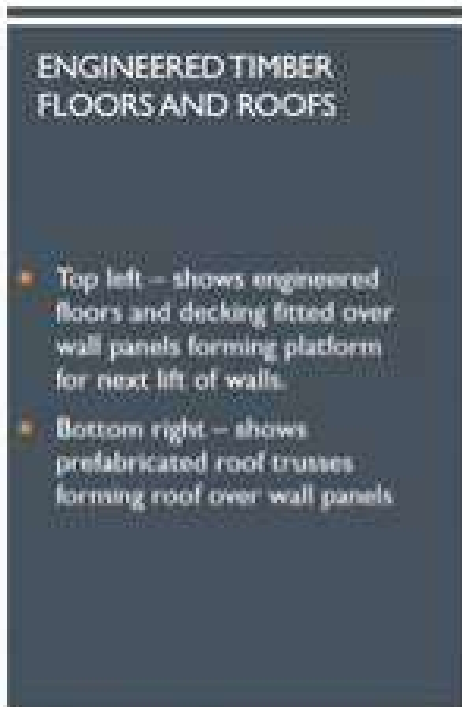 ENGINEERED TIMBER
FLOORS AND ROOFS
• Top left – shows engineered
floors and decking fitted over
wall panels forming platform
for next lift of walls.
• Bottom right – shows
prefabricated roof trusses
forming roof over wall panels